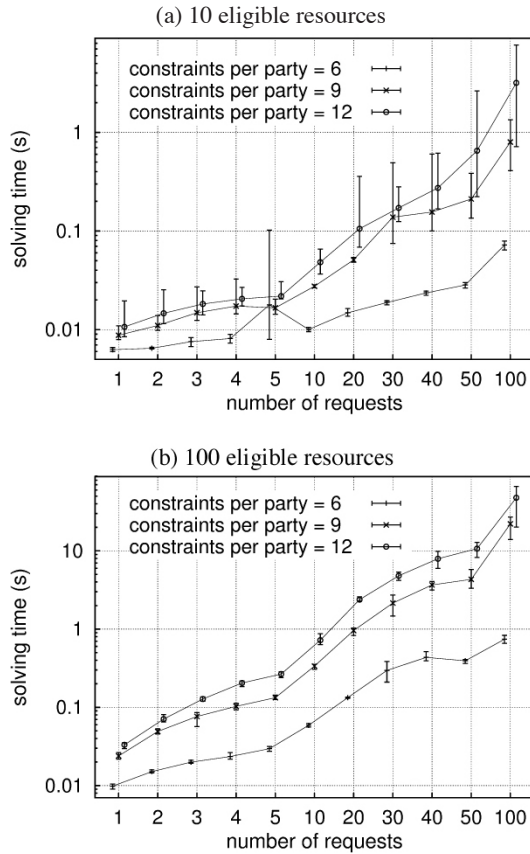 (a) 10 eligible resources
constraints per party = 6
constraints per party = 9
constraints per party = 12
solving time (s)
1
0.1
0.01
1 2 3 4 5 10 20 30 40 50 100
number of requests
(b) 100 eligible resources
constraints per party = 6
constraints per party = 9
constraints per party = 12
solving time (s)
10
1
0.1
0.01
1 2 3 4 5 10 20 30 40 50 100
number of requests